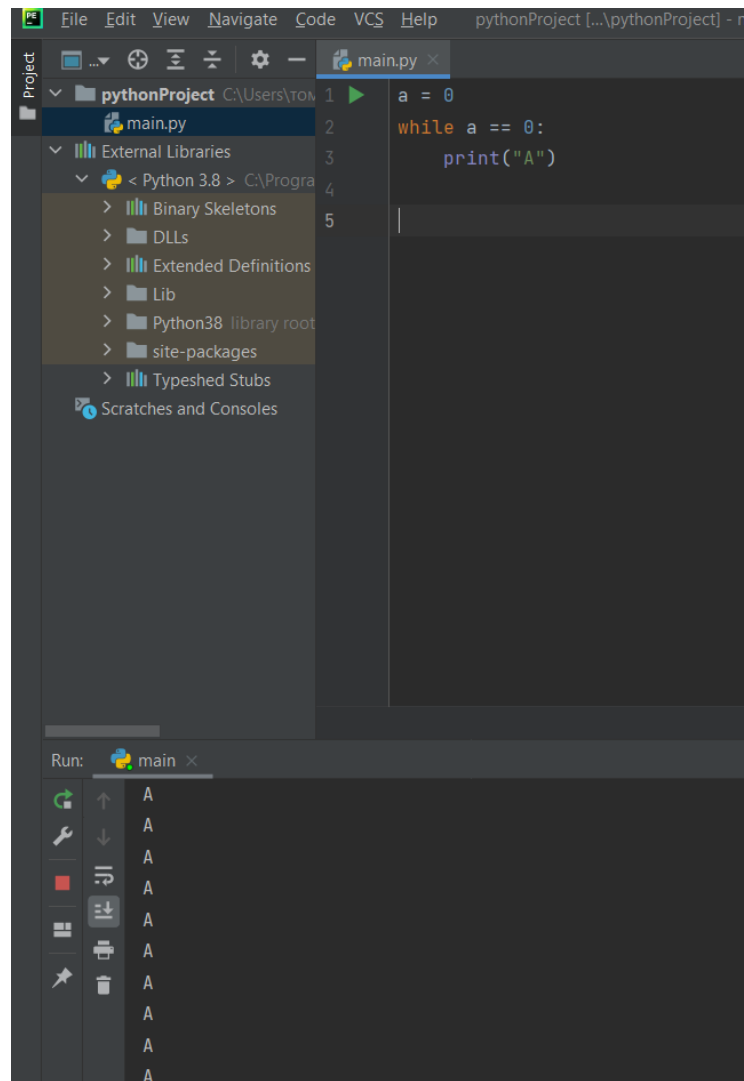 PE File Edit View Navigate Code VCS Help pythonProject [...\pythonProject] -
Project
... main.py
pythonProject C:\Users\том
main.py
External Libraries
< Python 3.8 > C:\Progra
Binary Skeletons
DLLs
Extended Definitions
Lib
Python38 library root
site-packages
Typeshed Stubs
Scratches and Consoles
1 a = 0
2 while a == 0:
3 print("A")
4
5
Run: main
A
A
A
A
A
A
A
A
A
A